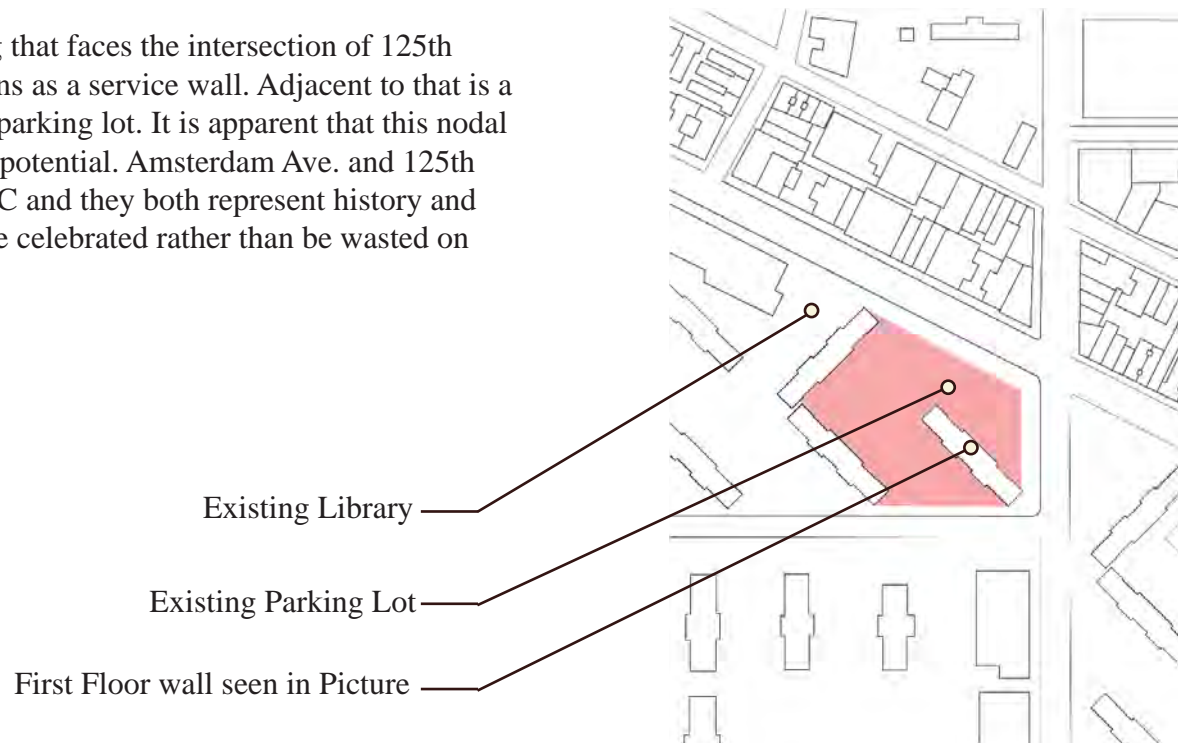 that faces the intersection of 125th
as a service wall. Adjacent to that is a
parking lot. It is apparent that this nodal
potential. Amsterdam Ave. and 125th
and they both represent history and
celebrated rather than be wasted on
Existing Library
Existing Parking Lot
First Floor wall seen in Picture